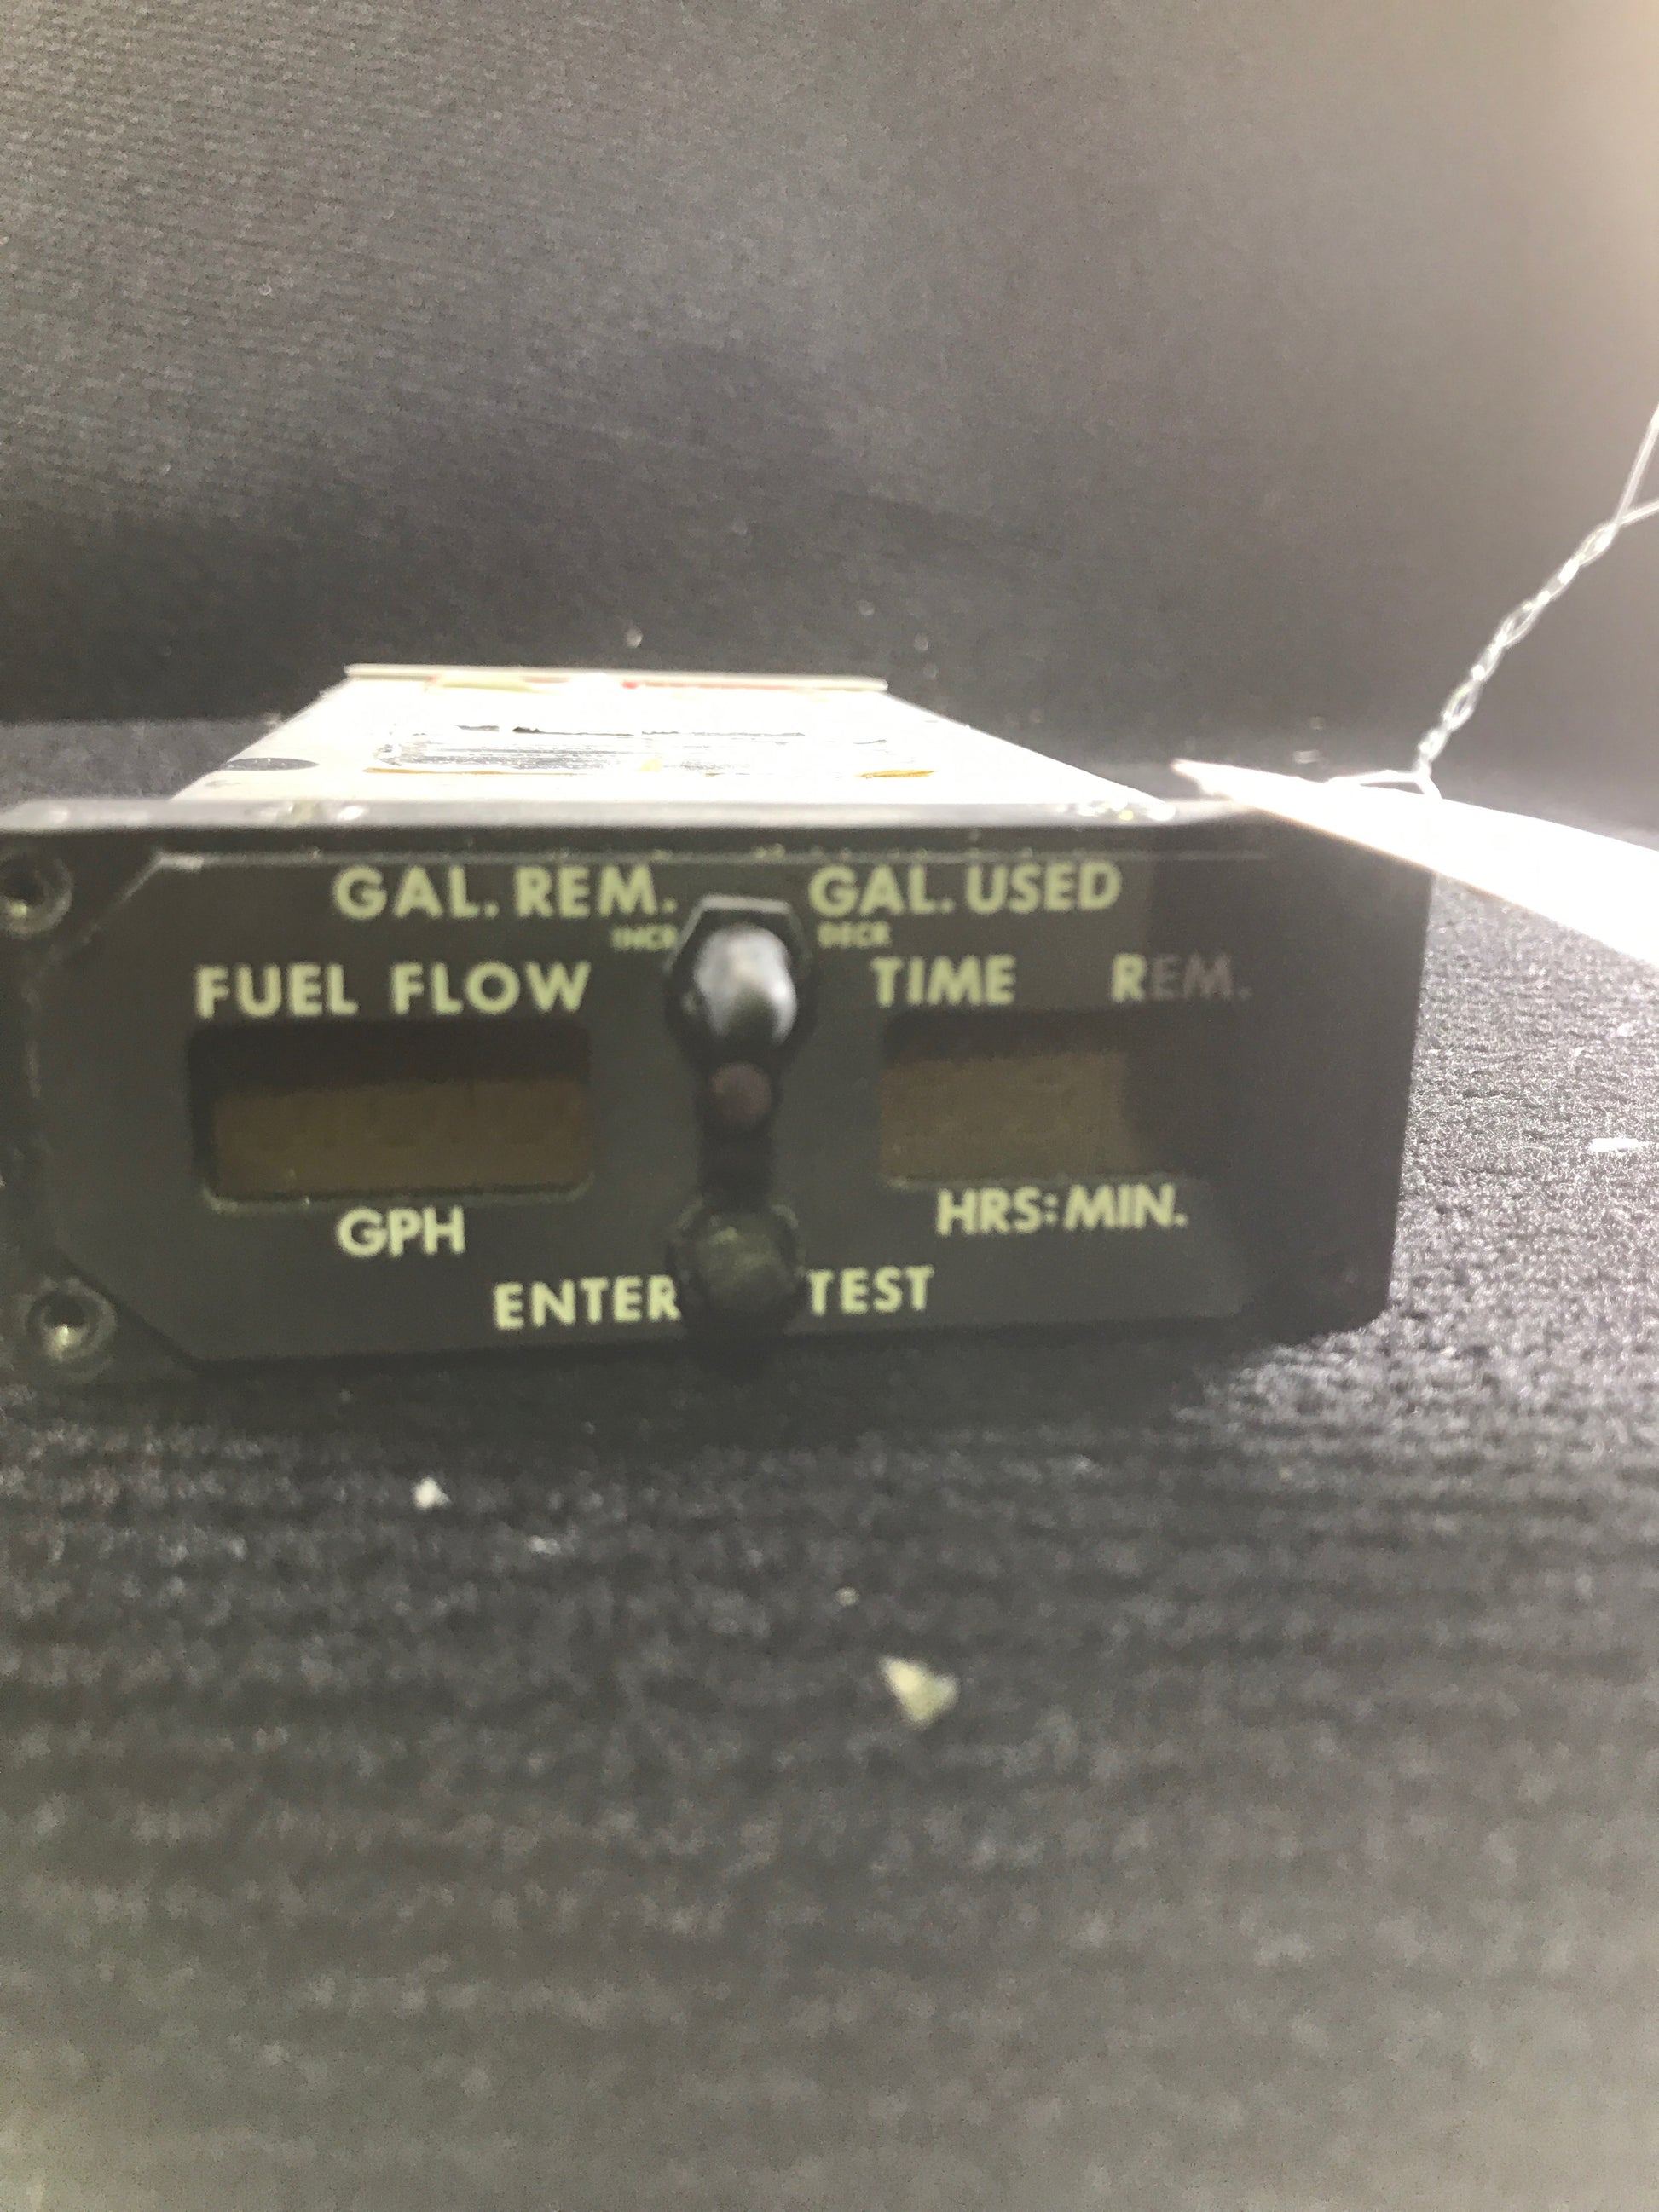 GAL. REM. GAL. USED
INCR DECR
FUEL FLOW TIME REM.
GPH HRS:MIN.
ENTER TEST